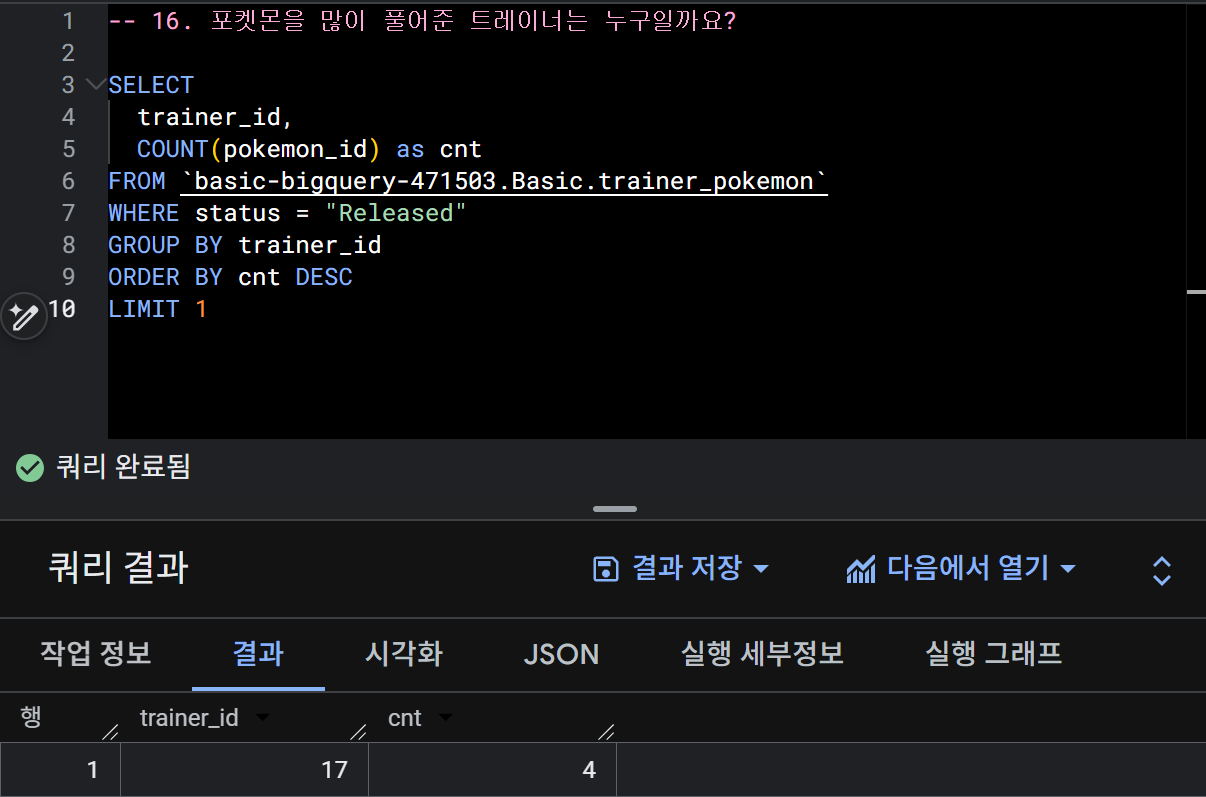 1 -- 16. 포켓몬을 많이 풀어준 트레이너는 누구일까요?
2
3 SELECT
4 trainer_id,
5 COUNT(pokemon_id) as cnt
6 FROM `basic-bigquery-471503.Basic.trainer_pokemon`
7 WHERE status = "Released"
8 GROUP BY trainer_id
9 ORDER BY cnt DESC
10 LIMIT 1
쿼리 완료됨
쿼리 결과 결과 저장 다음에서 열기
작업 정보 결과 시각화 JSON 실행 세부정보 실행 그래프
행 trainer_id cnt
1 17 4